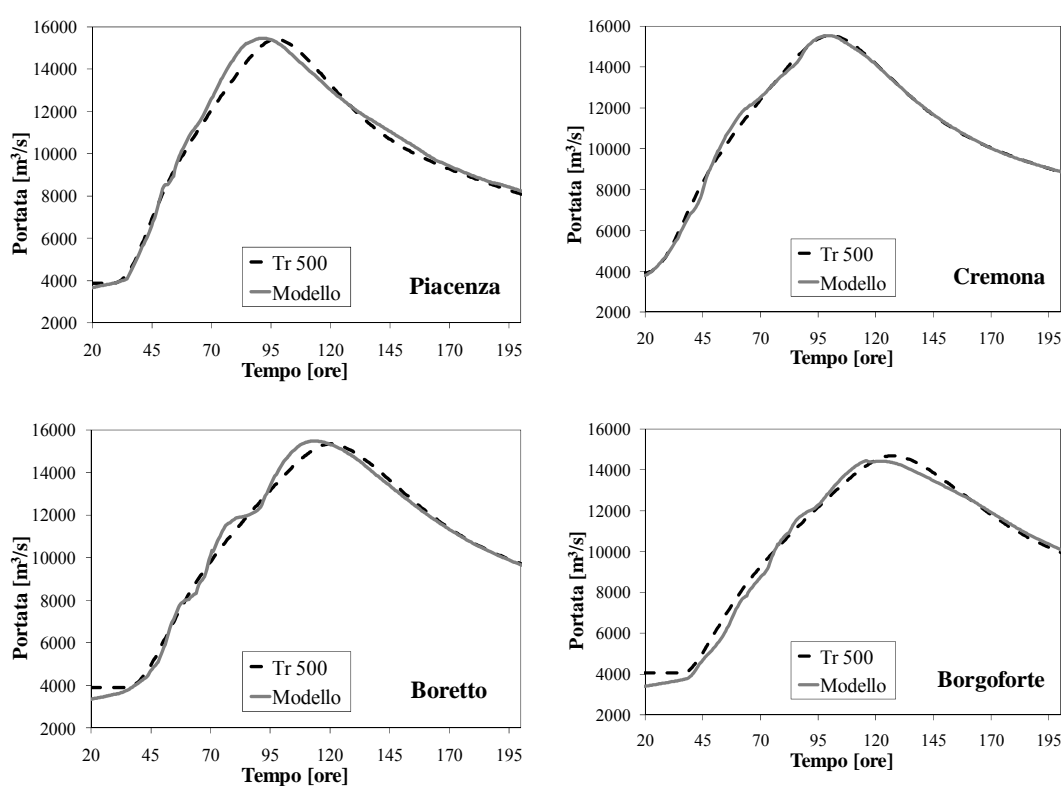 16000
14000
12000
10000
8000
6000
4000
2000
Portata [m³/s]
20 45 70 95 120 145 170 195
Tempo [ore]
Tr 500
Modello
Piacenza
16000
14000
12000
10000
8000
6000
4000
2000
Portata [m³/s]
20 45 70 95 120 145 170 195
Tempo [ore]
Tr 500
Modello
Cremona
16000
14000
12000
10000
8000
6000
4000
2000
Portata [m³/s]
20 45 70 95 120 145 170 195
Tempo [ore]
Tr 500
Modello
Boretto
16000
14000
12000
10000
8000
6000
4000
2000
Portata [m³/s]
20 45 70 95 120 145 170 195
Tempo [ore]
Tr 500
Modello
Borgoforte